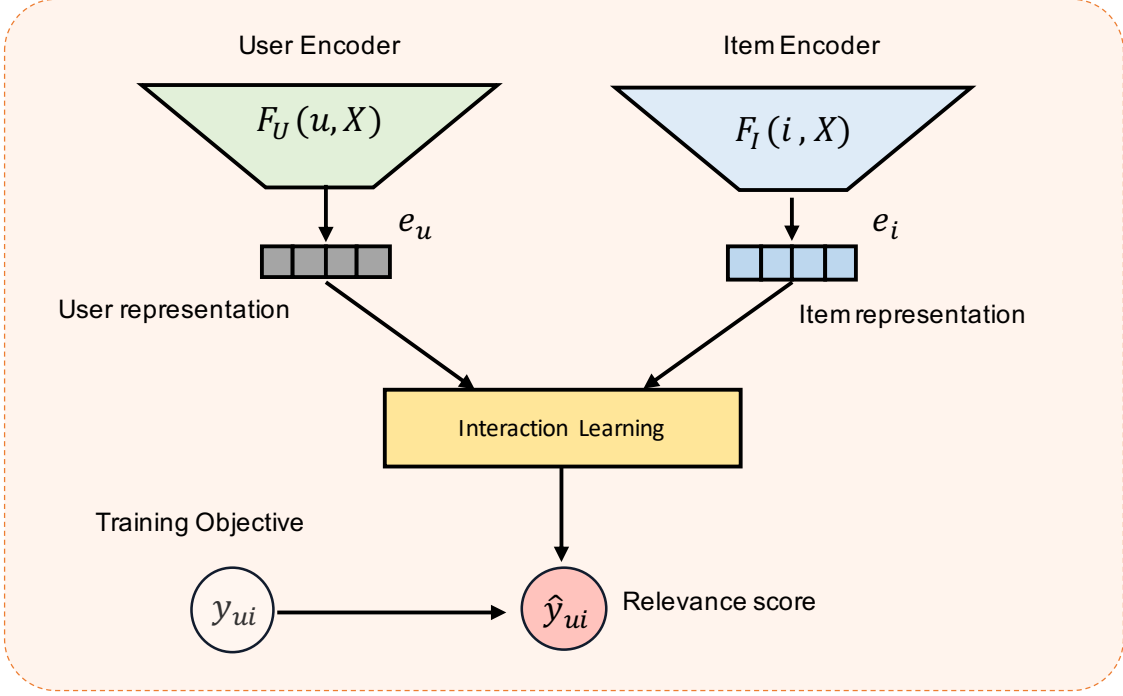 User Encoder
Item Encoder
F_U(u, X)
F_I(i , X)
e_u
e_i
User representation
Item representation
Interaction Learning
Training Objective
y_ui
ŷ_ui
Relevance score